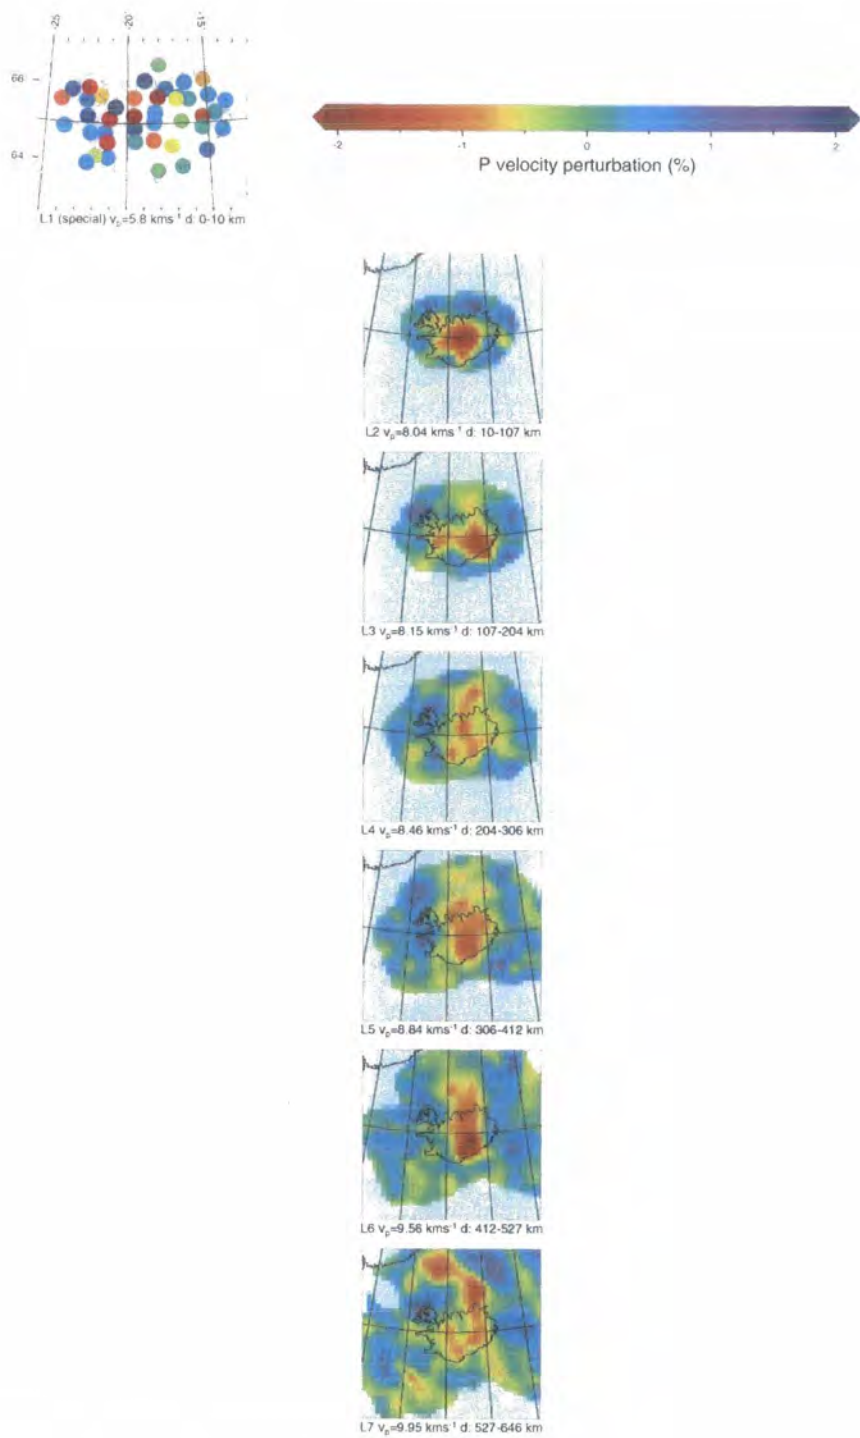 -25 -20 -15
66
64
L1 (special) vp=5.8 kms⁻¹ d: 0-10 km
-2 -1 0 1 2
P velocity perturbation (%)
L2 vp=8.04 kms⁻¹ d: 10-107 km
L3 vp=8.15 kms⁻¹ d: 107-204 km
L4 vp=8.46 kms⁻¹ d: 204-306 km
L5 vp=8.84 kms⁻¹ d: 306-412 km
L6 vp=9.56 kms⁻¹ d: 412-527 km
L7 vp=9.95 kms⁻¹ d: 527-646 km